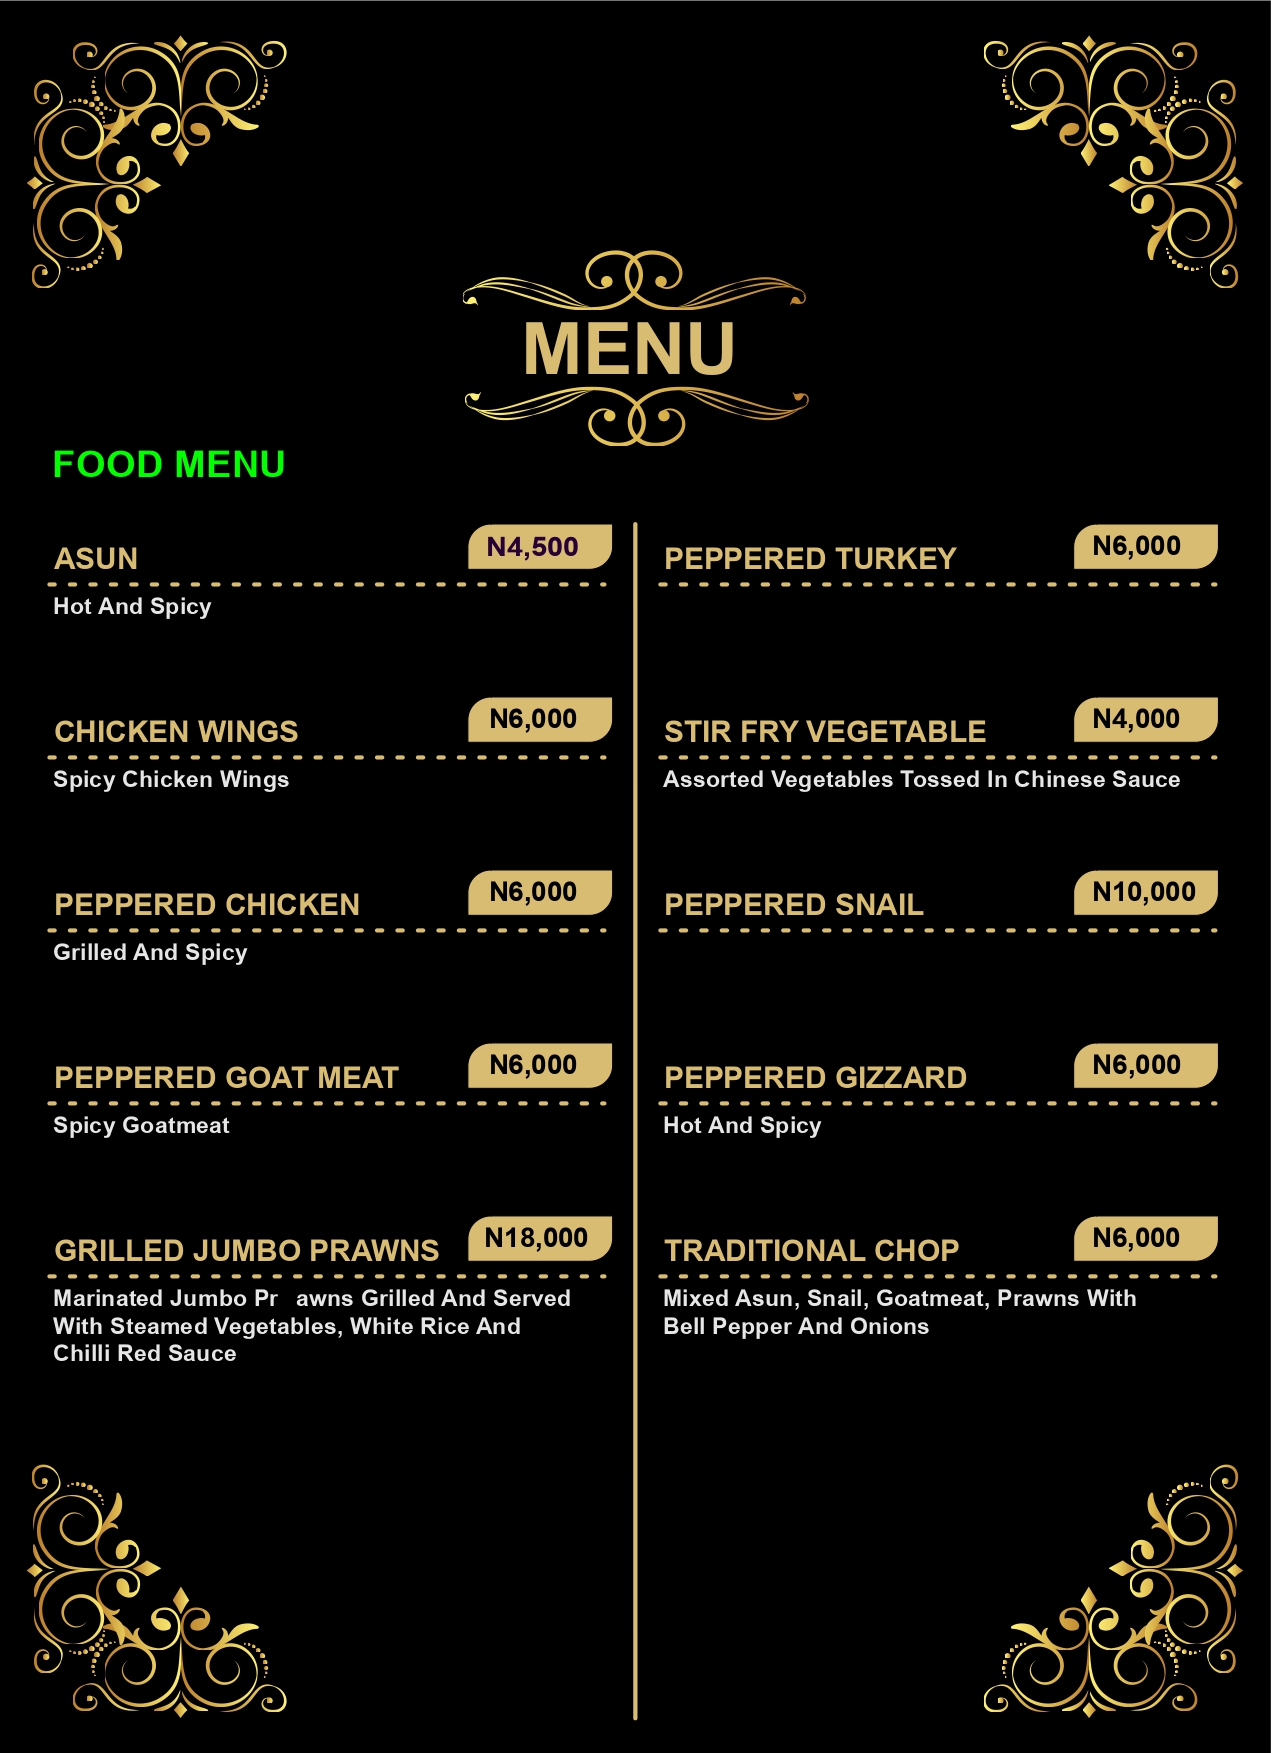 MENU
FOOD MENU
ASUN
N4,500
Hot And Spicy
CHICKEN WINGS
N6,000
Spicy Chicken Wings
PEPPERED CHICKEN
N6,000
Grilled And Spicy
PEPPERED GOAT MEAT
N6,000
Spicy Goatmeat
GRILLED JUMBO PRAWNS
N18,000
Marinated Jumbo Pr awns Grilled And Served
With Steamed Vegetables, White Rice And
Chilli Red Sauce
PEPPERED TURKEY
N6,000
STIR FRY VEGETABLE
N4,000
Assorted Vegetables Tossed In Chinese Sauce
PEPPERED SNAIL
N10,000
PEPPERED GIZZARD
N6,000
Hot And Spicy
TRADITIONAL CHOP
N6,000
Mixed Asun, Snail, Goatmeat, Prawns With
Bell Pepper And Onions